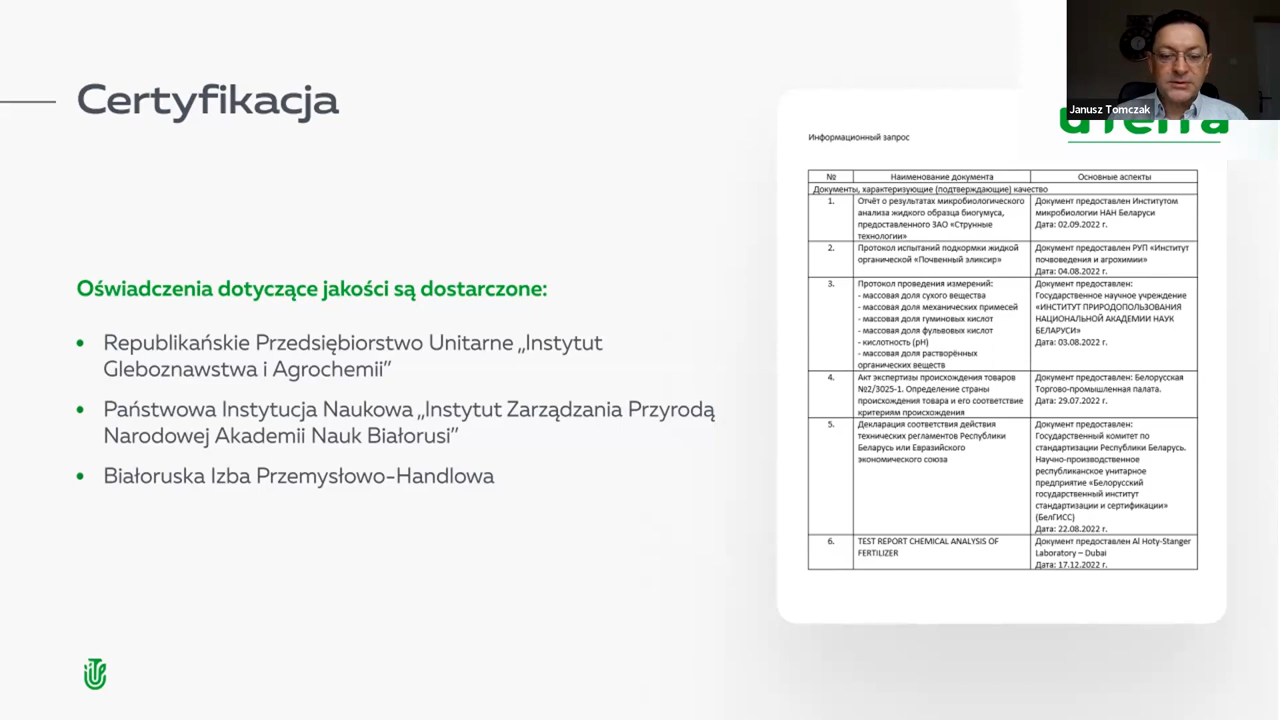 Certyfikacja
Janusz Tomczak
Oświadczenia dotyczące jakości są dostarczone:
• Republikańskie Przedsiębiorstwo Unitarne „Instytut
Gleboznawstwa i Agrochemii”
• Państwowa Instytucja Naukowa „Instytut Zarządzania Przyrodą
Narodowej Akademii Nauk Białorusi”
• Białoruska Izba Przemysłowo-Handlowa
Информационный запрос
№ Наименование документа Основные аспекты
Документы, характеризующие (подтверждающие) качество
1. Отчёт о результатах микробиологического Документ предоставлен Институтом
анализа жидкого образца биогумуса, микробиологии НАН Беларуси
предоставленного ЗАО «Струнные Дата: 02.09.2022 г.
технологии»
2. Протокол испытаний подкормки жидкой Документ предоставлен РУП «Институт
органической «Почвенный эликсир» почвоведения и агрохимии»
Дата: 04.08.2022 г.
3. Протокол проведения измерений: Документ предоставлен:
- массовая доля сухого вещества Государственное научное учреждение
- массовая доля механических примесей «ИНСТИТУТ ПРИРОДОПОЛЬЗОВАНИЯ
- массовая доля гуминовых кислот НАЦИОНАЛЬНОЙ АКАДЕМИИ НАУК
- массовая доля фульвовых кислот БЕЛАРУСИ»
- кислотность (pH) Дата: 03.08.2022 г.
- массовая доля растворённых
органических веществ
4. Акт экспертизы происхождения товаров Документ предоставлен: Белорусская
№2/3025-1. Определение страны Торгово-промышленная палата.
происхождения товара и его соответствие Дата: 29.07.2022 г.
критериям происхождения
5. Декларация соответствия действия Документ предоставлен:
технических регламентов Республики Государственный комитет по
Беларусь или Евразийского стандартизации Республики Беларусь.
экономического союза Научно-производственное
республиканское унитарное
предприятие «Белорусский
государственный институт
стандартизации и сертификации»
(БелГИСС)
Дата: 22.08.2022 г.
6. TEST REPORT CHEMICAL ANALYSIS OF Документ предоставлен Al Hoty-Stanger
FERTILIZER Laboratory – Dubai
Дата: 17.12.2022 г.